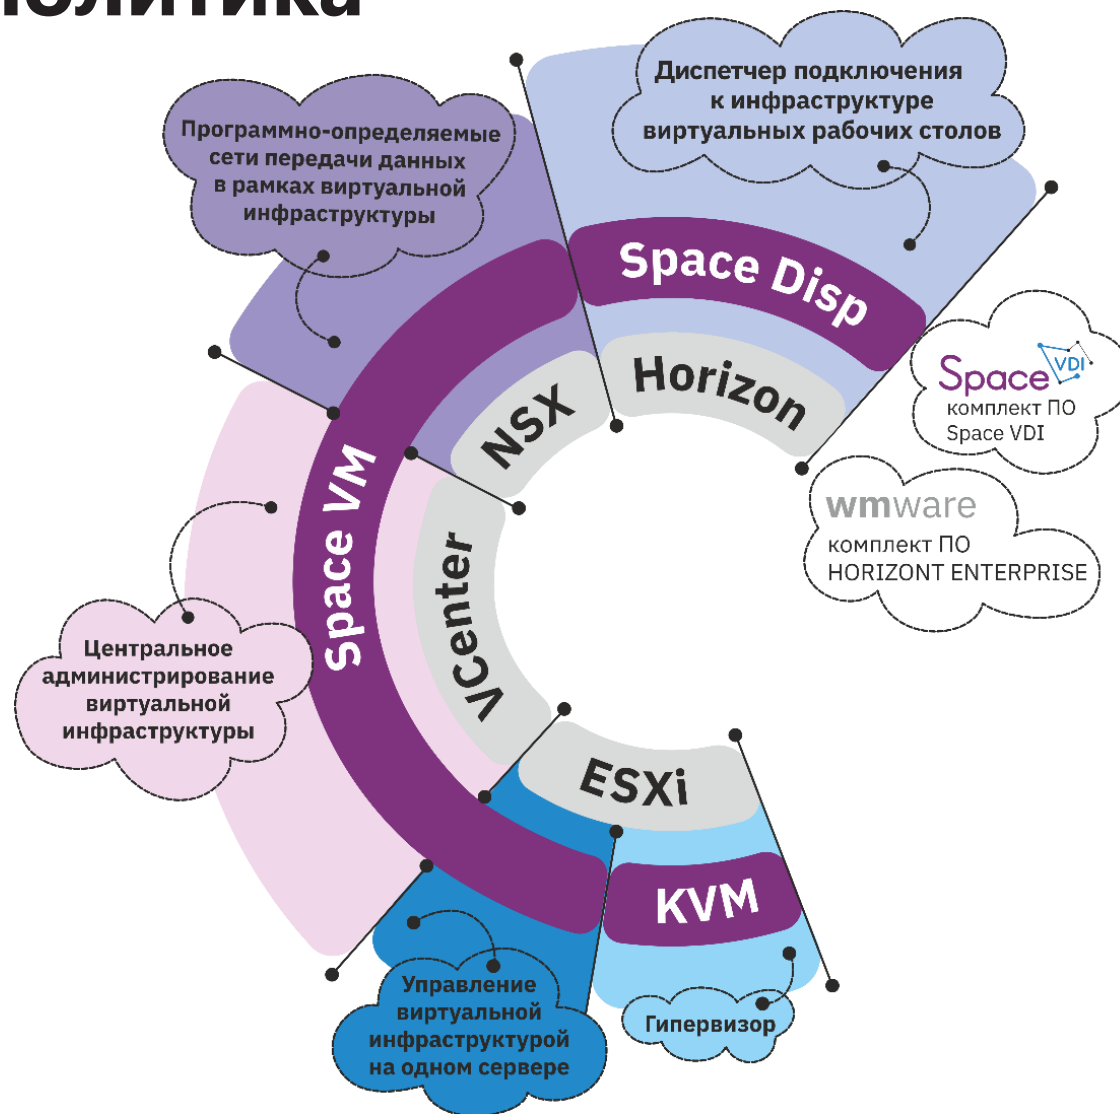 Политика
Диспетчер подключения
к инфраструктуре
виртуальных рабочих столов
Программно-определяемые
сети передачи данных
в рамках виртуальной
инфраструктуры
Space Disp
Horizon
NSX
Space VDI
комплект ПО
Space VDI
wmware
комплект ПО
HORIZONT ENTERPRISE
Space VM
VCenter
Центральное
администрирование
виртуальной
инфраструктуры
ESXi
KVM
Управление
виртуальной
инфраструктурой
на одном сервере
Гипервизор